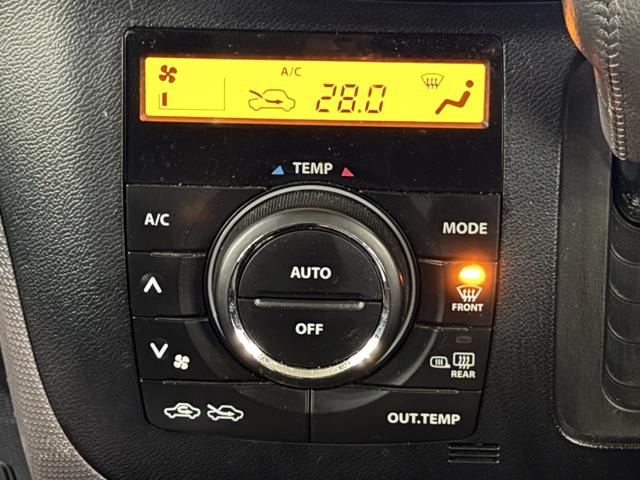 A/C
28.0
TEMP
A/C
MODE
AUTO
OFF
FRONT
REAR
OUT.TEMP